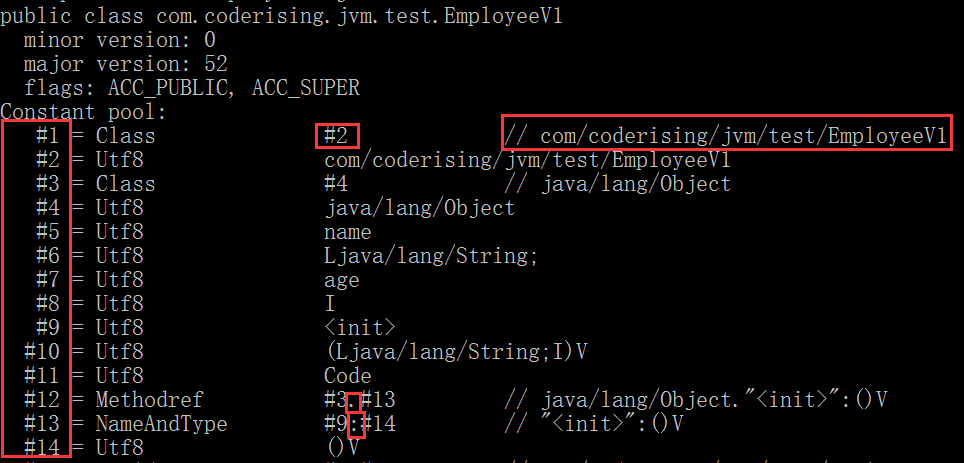 public class com.coderising.jvm.test.EmployeeV1
minor version: 0
major version: 52
flags: ACC_PUBLIC, ACC_SUPER
Constant pool:
#1 = Class #2 // com/coderising/jvm/test/EmployeeV1
#2 = Utf8 com/coderising/jvm/test/EmployeeV1
#3 = Class #4 // java/lang/Object
#4 = Utf8 java/lang/Object
#5 = Utf8 name
#6 = Utf8 Ljava/lang/String;
#7 = Utf8 age
#8 = Utf8 I
#9 = Utf8 <init>
#10 = Utf8 (Ljava/lang/String;I)V
#11 = Utf8 Code
#12 = Methodref #3.#13 // java/lang/Object."<init>":()V
#13 = NameAndType #9:#14 // "<init>":()V
#14 = Utf8 ()V